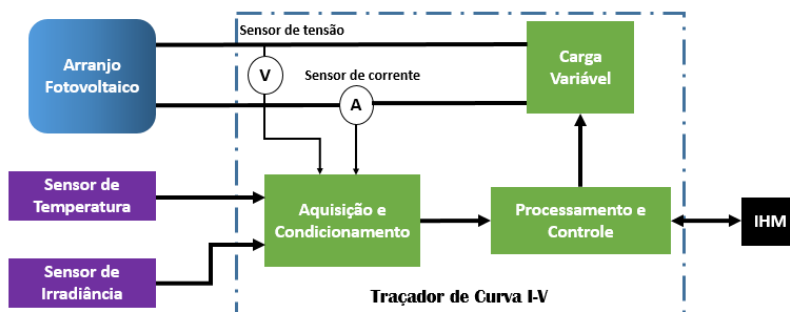 Sensor de tensão
Arranjo
Fotovoltaico
V
Sensor de corrente
A
Carga
Variável
Sensor de
Temperatura
Aquisição e
Condicionamento
Processamento e
Controle
IHM
Sensor de
Irradiância
Traçador de Curva I-V